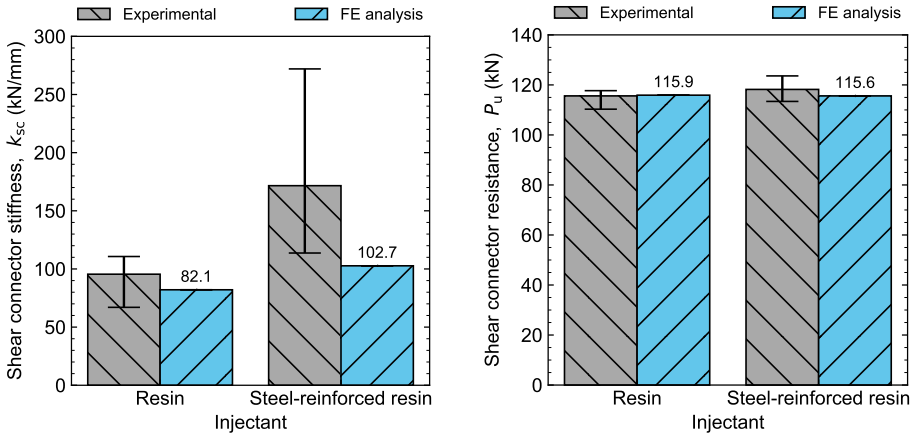 Experimental FE analysis
Shear connector stiffness, ksc (kN/mm)
300
250
200
150
100
50
0
82.1
102.7
Resin Steel-reinforced resin
Injectant
Experimental FE analysis
Shear connector resistance, Pu (kN)
140
120
100
80
60
40
20
0
115.9
115.6
Resin Steel-reinforced resin
Injectant